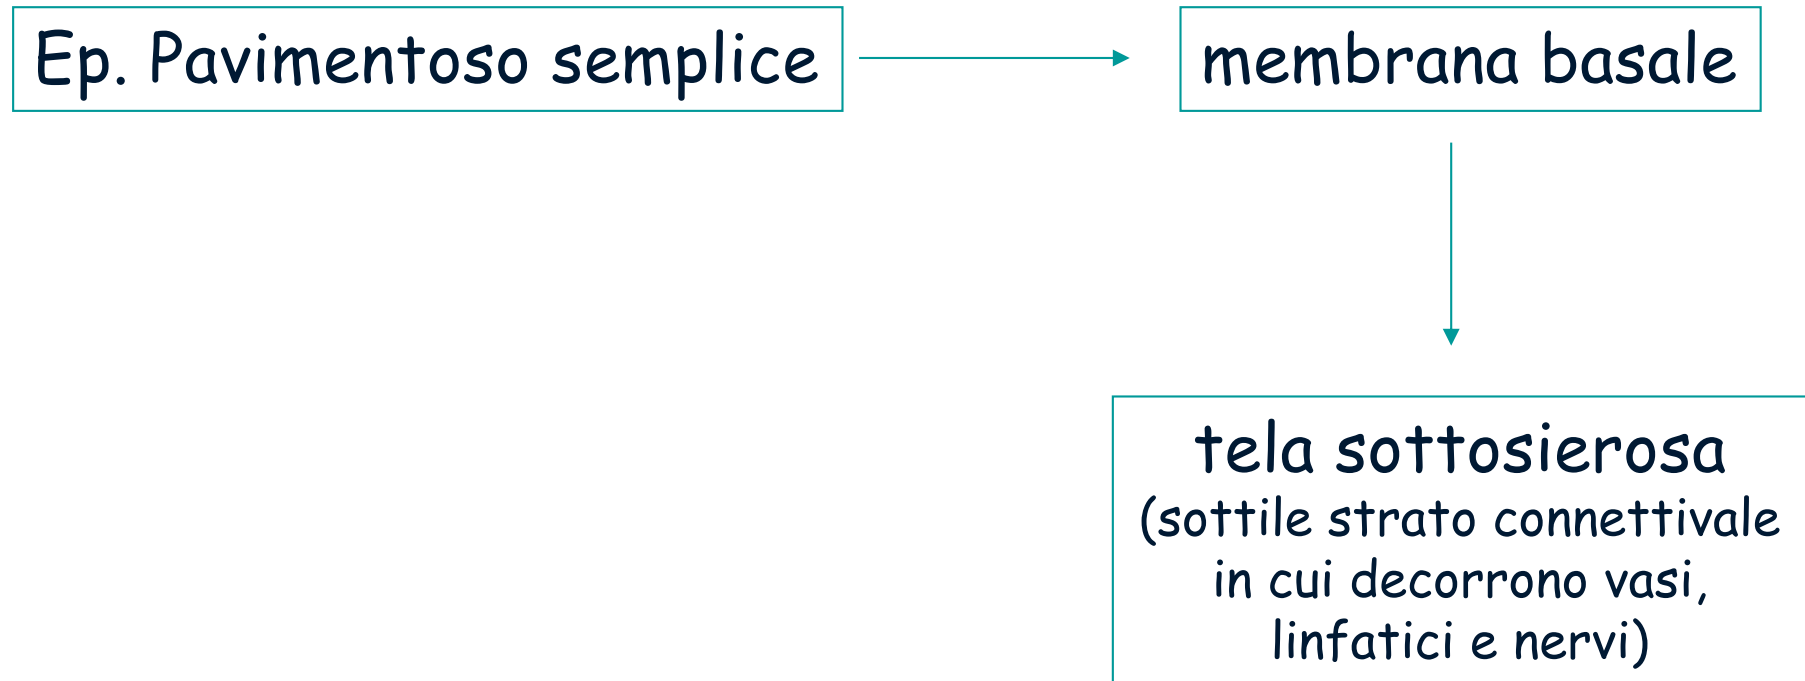 Ep. Pavimentoso semplice
membrana basale
tela sottosierosa
(sottile strato connettivale
in cui decorrono vasi,
linfatici e nervi)